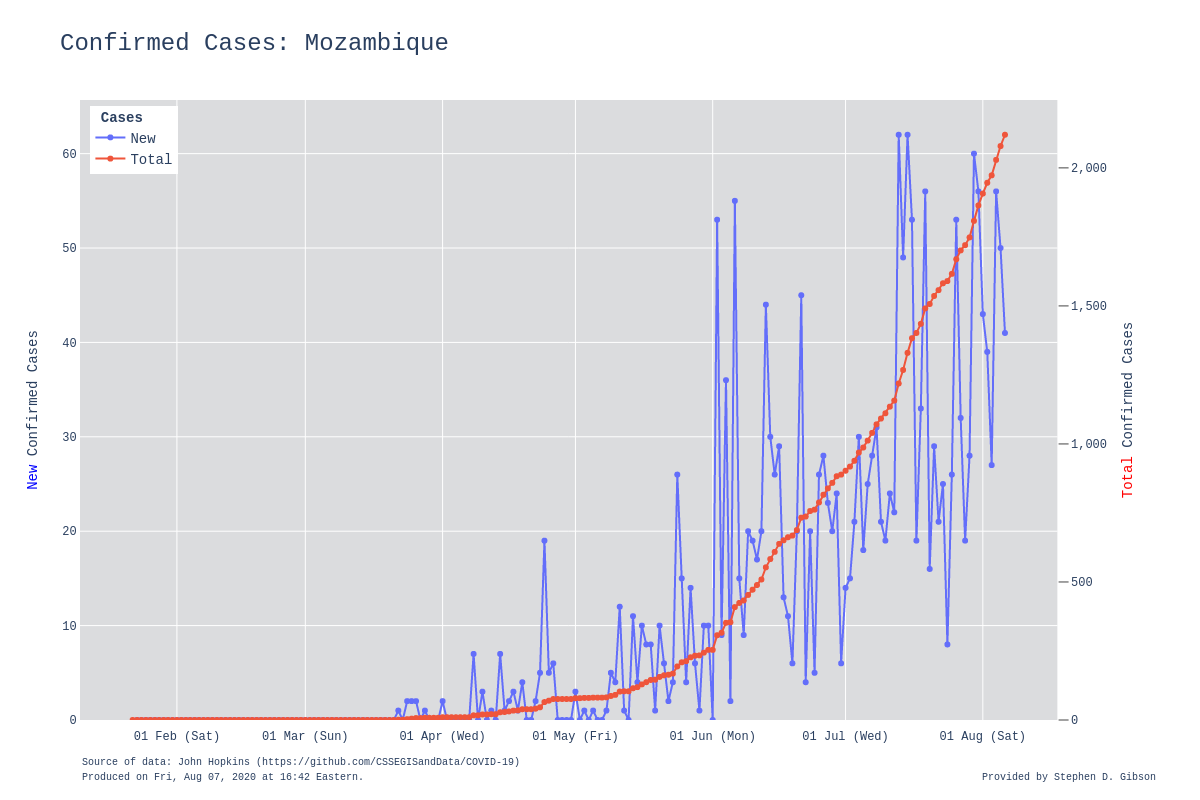 Confirmed Cases: Mozambique
Cases
New
Total
60
50
40
30
20
10
0
2,000
1,500
1,000
500
0
New Confirmed Cases
Total Confirmed Cases
01 Feb (Sat)
01 Mar (Sun)
01 Apr (Wed)
01 May (Fri)
01 Jun (Mon)
01 Jul (Wed)
01 Aug (Sat)
Source of data: John Hopkins (https://github.com/CSSEGISandData/COVID-19)
Produced on Fri, Aug 07, 2020 at 16:42 Eastern.
Provided by Stephen D. Gibson